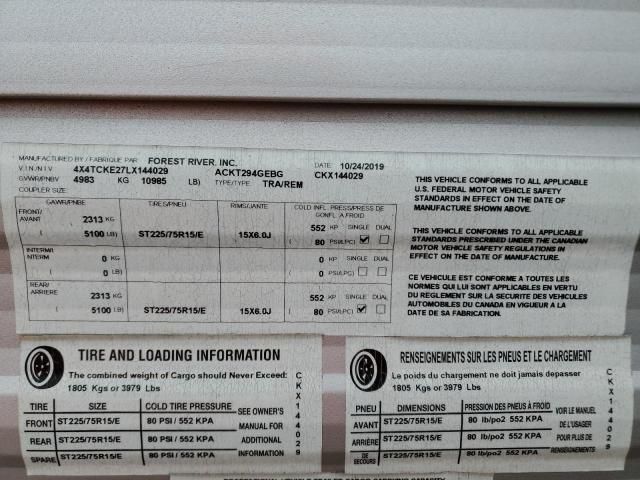 MANUFACTURED BY / FABRIQUE PAR FOREST RIVER, INC. DATE 10/24/2019
V.I.N./N.I.V 4X4TCKE27LX144029 ACKT294GEBG CKX144029
GVWR/PNBV 4983 KG 10985 LB) TYPE/TYPE TRA/REM
COUPLER SIZE
GAWR/PNBE TIRES/PNEU RIMS/JANTE COLD INFL PRESS/PRESS DE GONFL A FROID
FRONT/ AVANT 2313 KG 552 KP SINGLE DUAL
( 5100 LB) ST225/75R15/E 15X6.0J ( 80 PSI/LPC)
INTERM/ INTERM 0 KG 0 KP SINGLE DUAL
( 0 LB) ( 0 PSI/LPC)
REAR/ ARRIERE 2313 KG 552 KP SINGLE DUAL
5100 LB) ST225/75R15/E 15X6.0J ( 80 PSI/LPC)
THIS VEHICLE CONFORMS TO ALL APPLICABLE
U.S. FEDERAL MOTOR VEHICLE SAFETY
STANDARDS IN EFFECT ON THE DATE OF
MANUFACTURE SHOWN ABOVE.
THIS VEHICLE CONFORMS TO ALL APPLICABLE
STANDARDS PRESCRIBED UNDER THE CANADIAN
MOTOR VEHICLE SAFETY REGULATIONS IN
EFFECT ON THE DATE OF MANUFACTURE.
CE VÉHICULE EST CONFORME A TOUTES LES
NORMES QUI LUI SONT APPLICABLES EN VERTU
DU REGLEMENT SUR LA SECURITE DES VEHICULES
AUTOMOBILES DU CANADA EN VIGUEUR A LA
DATE DE SA FABRICATION.
TIRE AND LOADING INFORMATION
The combined weight of Cargo should Never Exceed:
1805 Kgs or 3979 Lbs
TIRE SIZE COLD TIRE PRESSURE SEE OWNER'S
FRONT ST225/75R15/E 80 PSI / 552 KPA MANUAL FOR
REAR ST225/75R15/E 80 PSI / 552 KPA ADDITIONAL
SPARE ST225/75R15/E 80 PSI / 552 KPA INFORMATION
CKX144029
RENSEIGNEMENTS SUR LES PNEUS ET LE CHARGEMENT
Le poids du chargement ne doit jamais depasser
1805 Kgs or 3979 Lbs
PNEU DIMENSIONS PRESSION DES PNEUS À FROID VOIR LE MANUEL
AVANT ST225/75R15/E 80 lb/po2 552 KPA DE L'USAGER
ARRIÈRE ST225/75R15/E 80 lb/po2 552 KPA POUR PLUS DE
DE SECOURS ST225/75R15/E 80 lb/po2 552 KPA RENSEIGNEMENTS
CKX144029